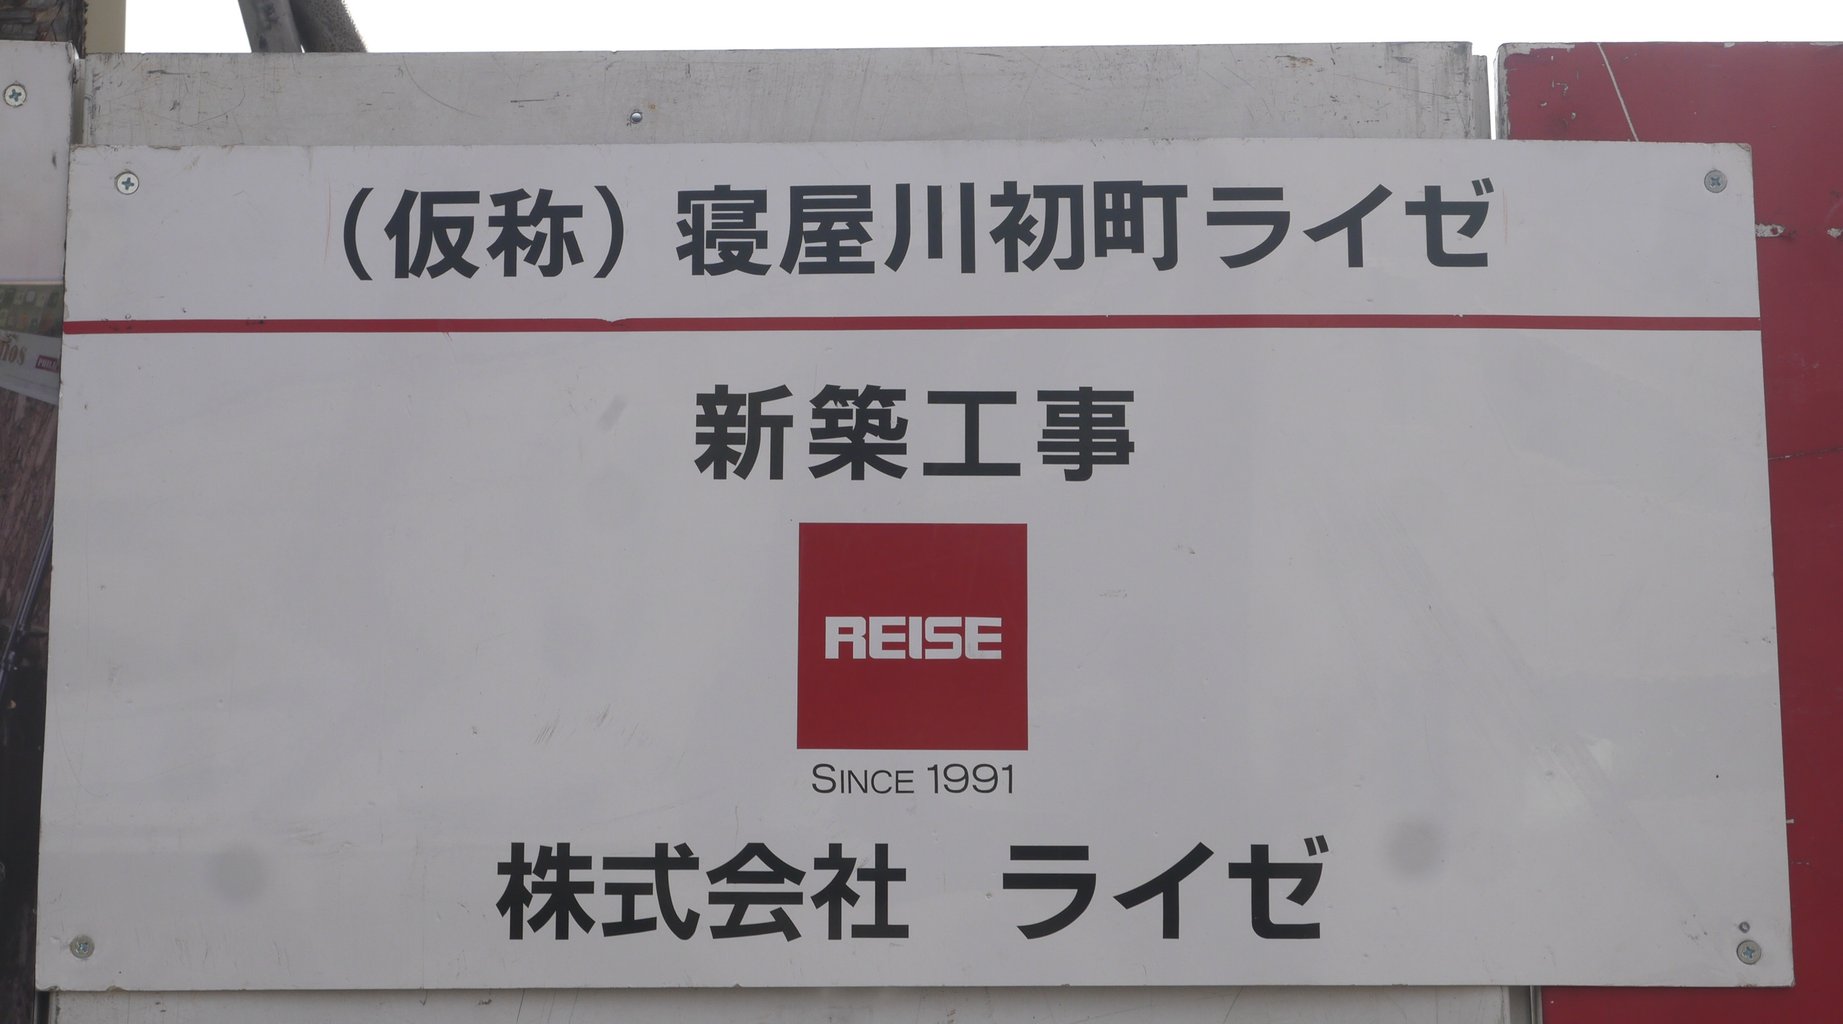 （仮称）寝屋川初町ライゼ
新築工事
REISE
SINCE 1991
株式会社 ライゼ